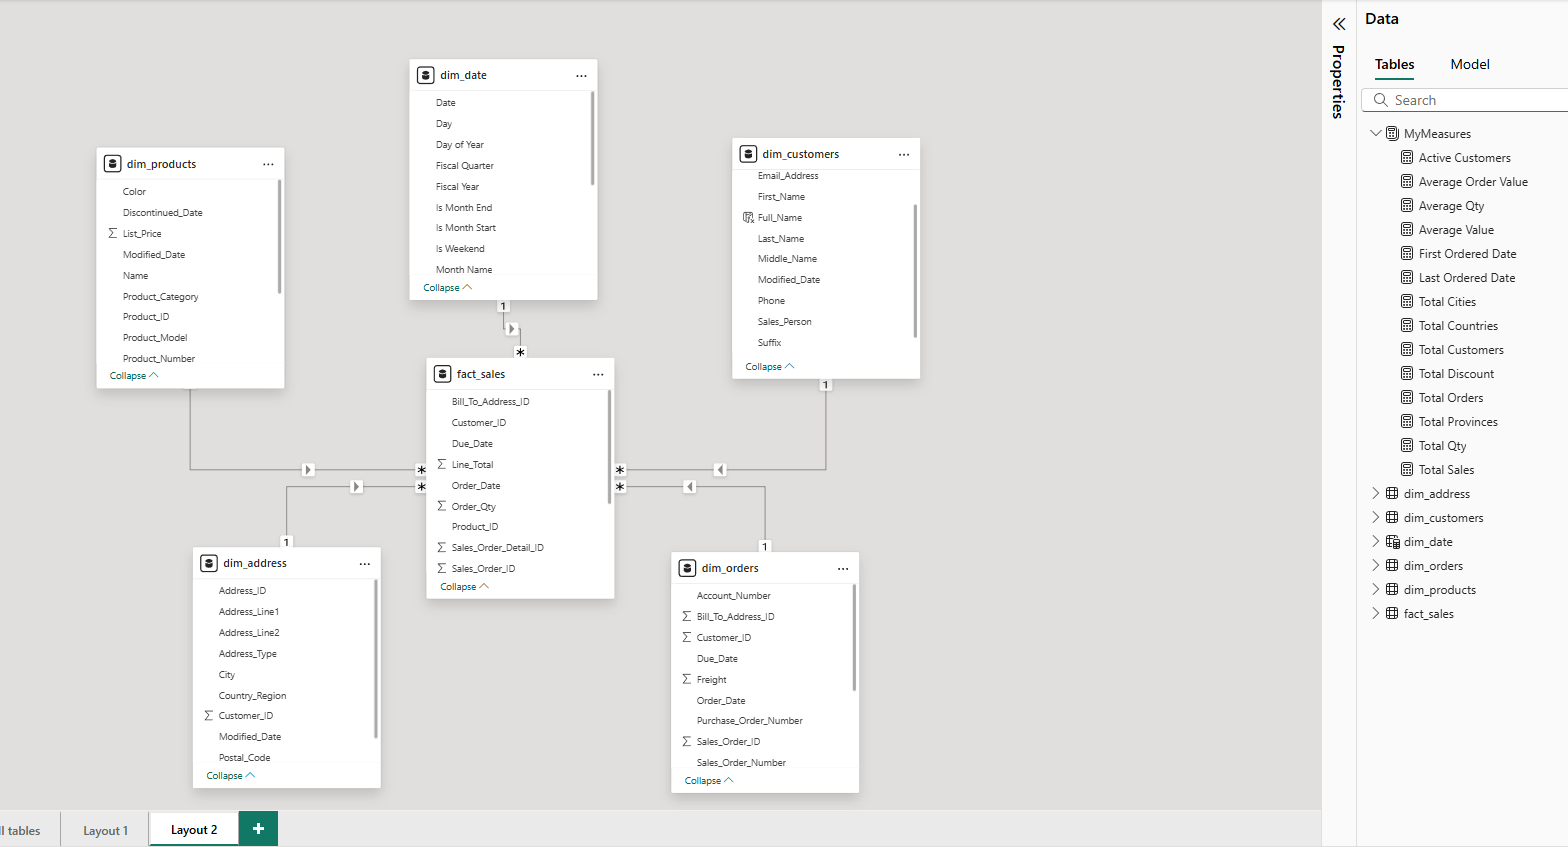 dim_date
Date
Day
Day of Year
Fiscal Quarter
Fiscal Year
Is Month End
Is Month Start
Is Weekend
Month Name
Collapse
1
*
dim_products
Color
Discontinued_Date
List_Price
Modified_Date
Name
Product_Category
Product_ID
Product_Model
Product_Number
Collapse
*
dim_customers
Email_Address
First_Name
Full_Name
Last_Name
Middle_Name
Modified_Date
Phone
Sales_Person
Suffix
Collapse
1
*
fact_sales
Bill_To_Address_ID
Customer_ID
Due_Date
Line_Total
Order_Date
Order_Qty
Product_ID
Sales_Order_Detail_ID
Sales_Order_ID
Collapse
*
1
dim_address
Address_ID
Address_Line1
Address_Line2
Address_Type
City
Country_Region
Customer_ID
Modified_Date
Postal_Code
Collapse
*
1
dim_orders
Account_Number
Bill_To_Address_ID
Customer_ID
Due_Date
Freight
Order_Date
Purchase_Order_Number
Sales_Order_ID
Sales_Order_Number
Collapse
tables
Layout 1
Layout 2
+
Properties
Data
Tables
Model
Search
MyMeasures
Active Customers
Average Order Value
Average Qty
Average Value
First Ordered Date
Last Ordered Date
Total Cities
Total Countries
Total Customers
Total Discount
Total Orders
Total Provinces
Total Qty
Total Sales
dim_address
dim_customers
dim_date
dim_orders
dim_products
fact_sales